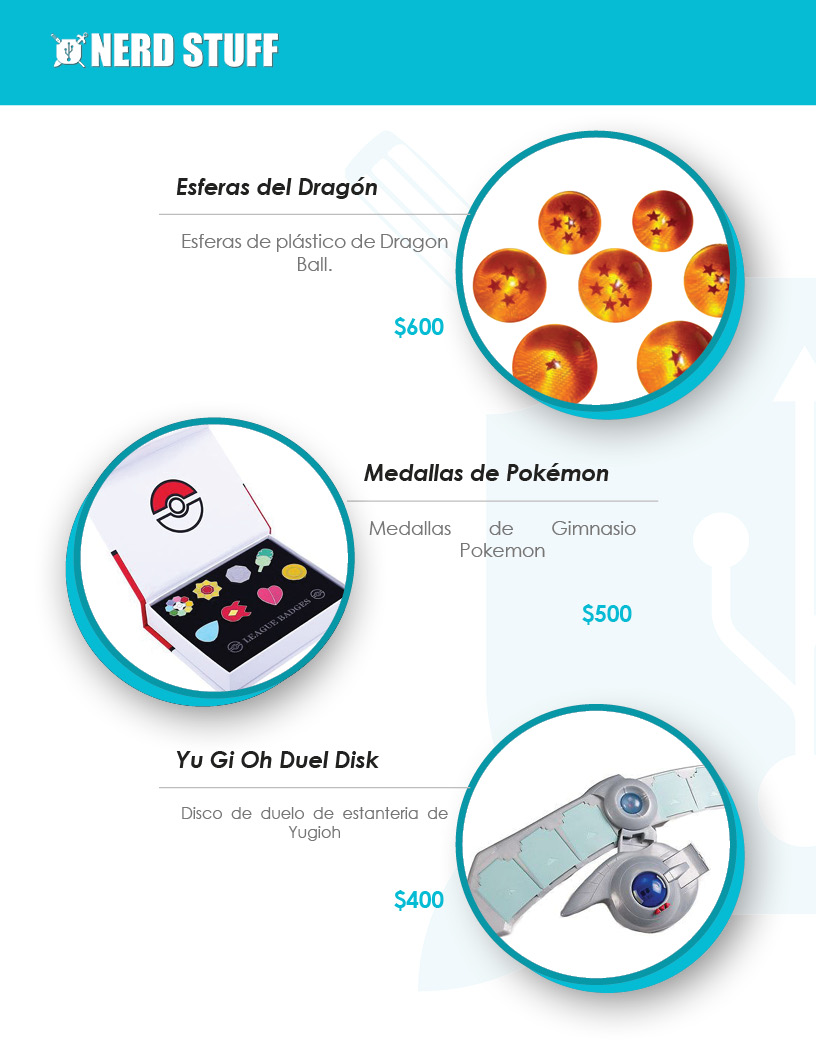 NERD STUFF
Esferas del Dragón
Esferas de plástico de Dragon
Ball.
$600
Medallas de Pokémon
Medallas de Gimnasio
Pokemon
$500
LEAGUE BADGES
Yu Gi Oh Duel Disk
Disco de duelo de estanteria de
Yugioh
$400